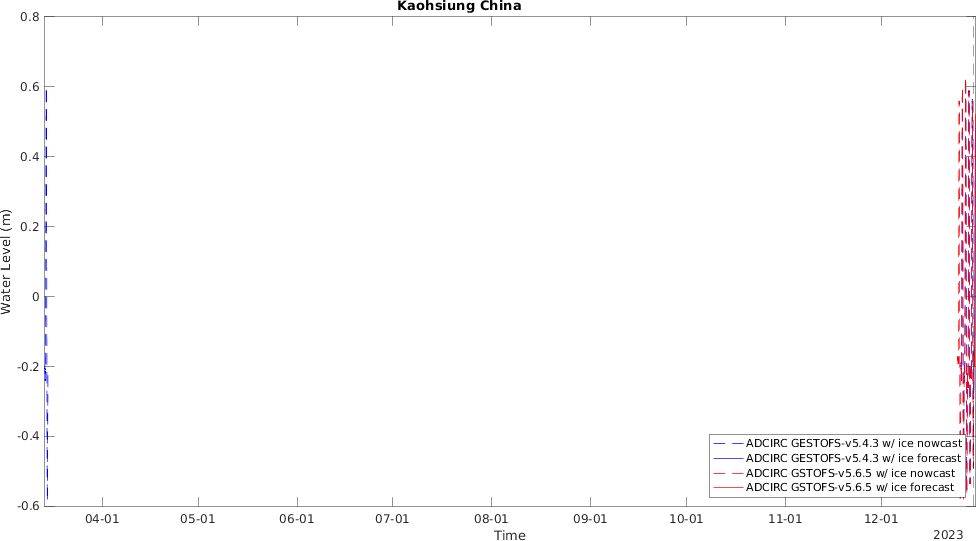 Kaohsiung China
0.8
0.6
0.4
0.2
0
-0.2
-0.4
-0.6
Water Level (m)
ADCIRC GESTOFS-v5.4.3 w/ ice nowcast
ADCIRC GESTOFS-v5.4.3 w/ ice forecast
ADCIRC GSTOFS-v5.6.5 w/ ice nowcast
ADCIRC GSTOFS-v5.6.5 w/ ice forecast
04-01 05-01 06-01 07-01 08-01 09-01 10-01 11-01 12-01
Time
2023